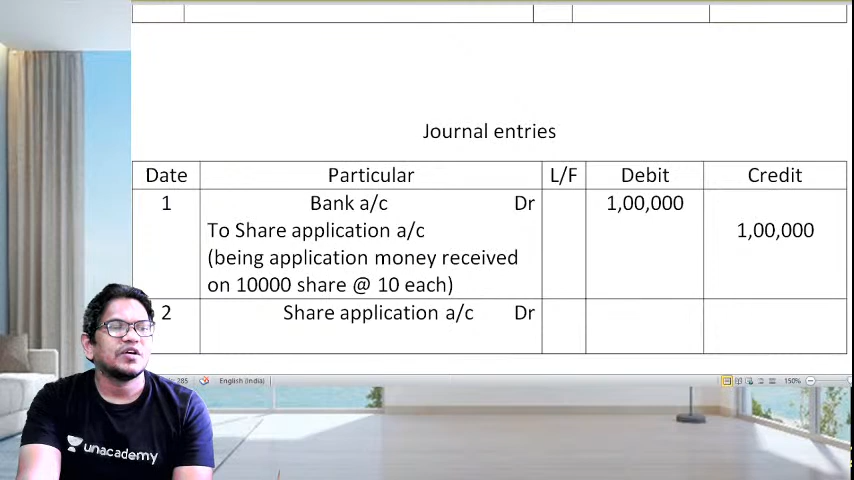 Journal entries
Date Particular L/F Debit Credit
1 Bank a/c Dr 1,00,000
To Share application a/c 1,00,000
(being application money received
on 10000 share @ 10 each)
2 Share application a/c Dr
285 English (India) 150%
unacademy